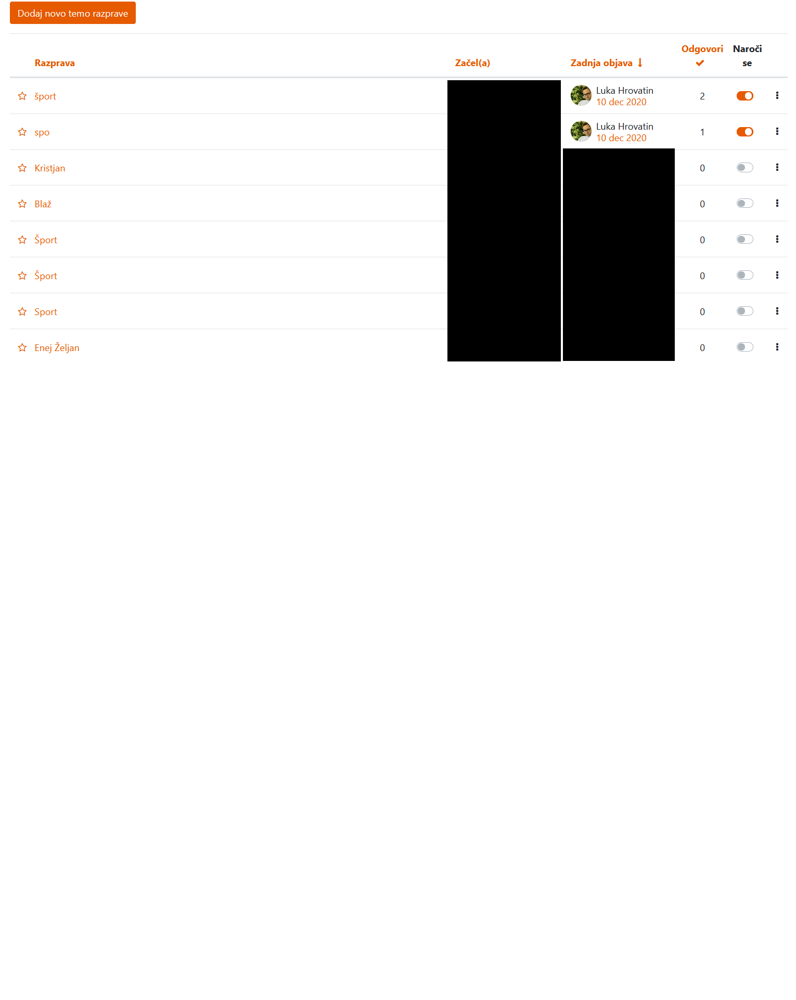 Dodaj novo temo razprave
Razprava Začel(a) Zadnja objava Odgovori Naroči se
šport Luka Hrovatin 2
10 dec 2020
spo Luka Hrovatin 1
10 dec 2020
Kristjan 0
Blaž 0
Šport 0
Šport 0
Sport 0
Enej Željan 0